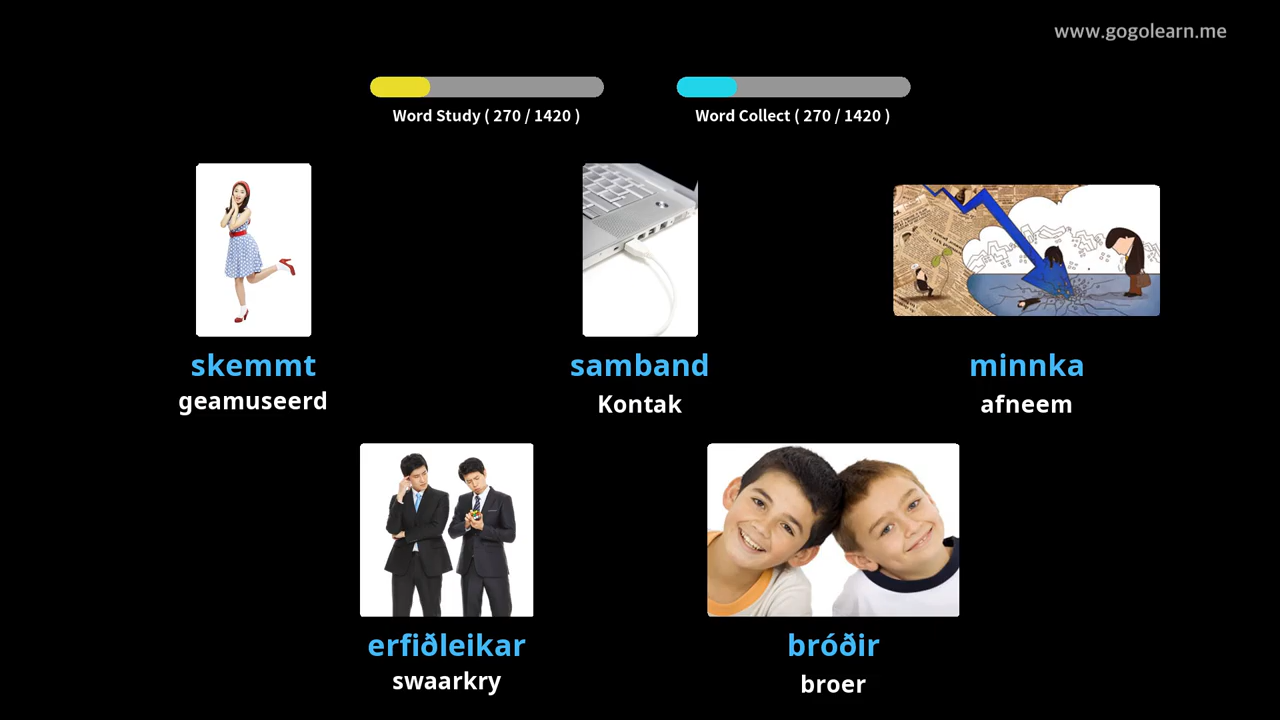 www.gogolearn.me
Word Study ( 270 / 1420 )
Word Collect ( 270 / 1420 )
skemmt
geamuseerd
samband
Kontak
minnka
afneem
erfiðleikar
swaarkry
bróðir
broer